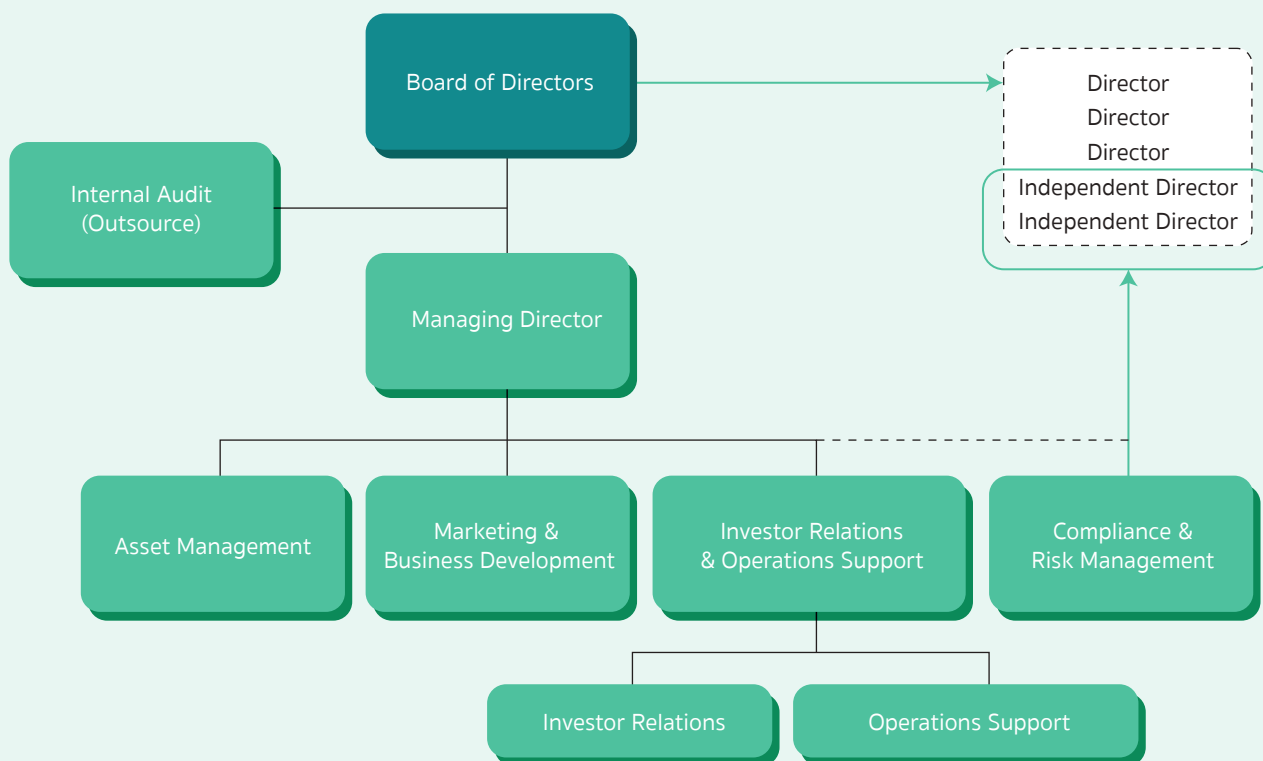 Board of Directors
Director
Director
Director
Independent Director
Independent Director
Internal Audit
(Outsource)
Managing Director
Asset Management
Marketing &
Business Development
Investor Relations
& Operations Support
Compliance &
Risk Management
Investor Relations
Operations Support